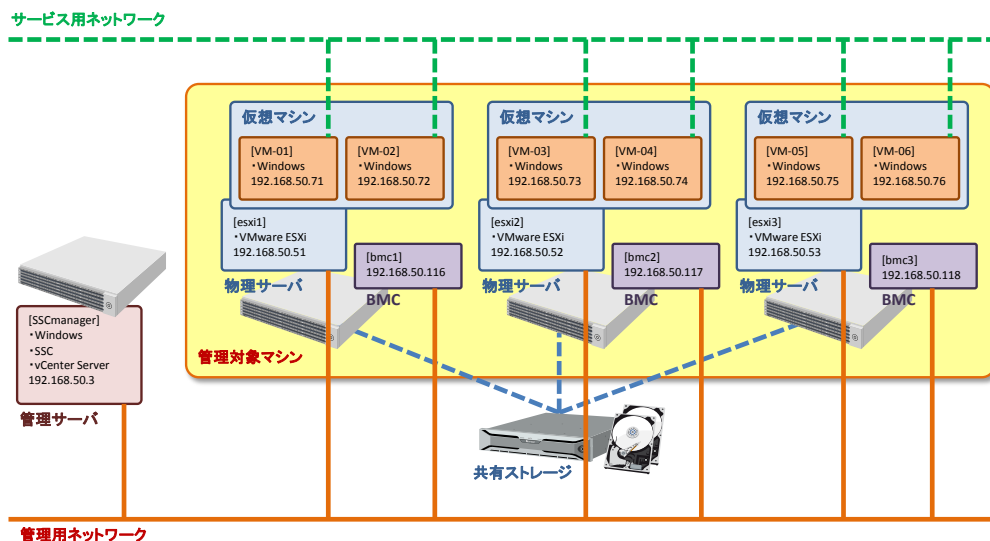 サービス用ネットワーク
仮想マシン
[VM-01]
・Windows
192.168.50.71
[VM-02]
・Windows
192.168.50.72
[esxi1]
・VMware ESXi
192.168.50.51
[bmc1]
192.168.50.116
物理サーバ
BMC
仮想マシン
[VM-03]
・Windows
192.168.50.73
[VM-04]
・Windows
192.168.50.74
[esxi2]
・VMware ESXi
192.168.50.52
[bmc2]
192.168.50.117
物理サーバ
BMC
仮想マシン
[VM-05]
・Windows
192.168.50.75
[VM-06]
・Windows
192.168.50.76
[esxi3]
・VMware ESXi
192.168.50.53
[bmc3]
192.168.50.118
物理サーバ
BMC
管理対象マシン
[SSCmanager]
・Windows
・SSC
・vCenter Server
192.168.50.3
管理サーバ
共有ストレージ
管理用ネットワーク